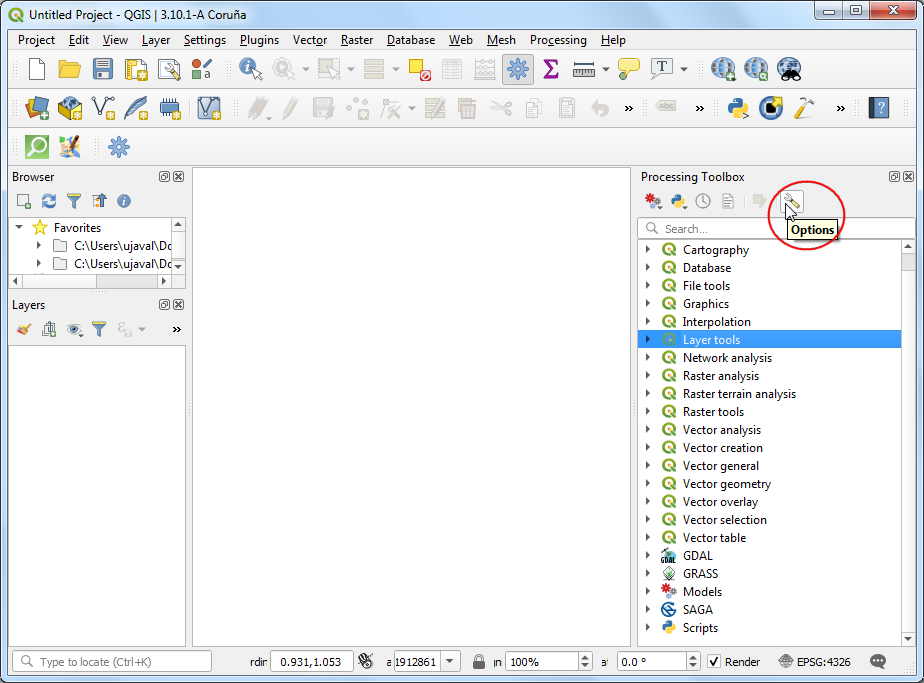 Untitled Project - QGIS | 3.10.1-A Coruña
Project Edit View Layer Settings Plugins Vector Raster Database Web Mesh Processing Help
Browser
Favorites
C:\Users\ujaval\Do
C:\Users\ujaval\Do
Layers
Processing Toolbox
Options
Search...
Cartography
Database
File tools
Graphics
Interpolation
Layer tools
Network analysis
Raster analysis
Raster terrain analysis
Raster tools
Vector analysis
Vector creation
Vector general
Vector geometry
Vector overlay
Vector selection
Vector table
GDAL
GRASS
Models
SAGA
Scripts
Type to locate (Ctrl+K) rdin 0.931,1.053 a 1912861 100% 0.0 ° Render EPSG:4326